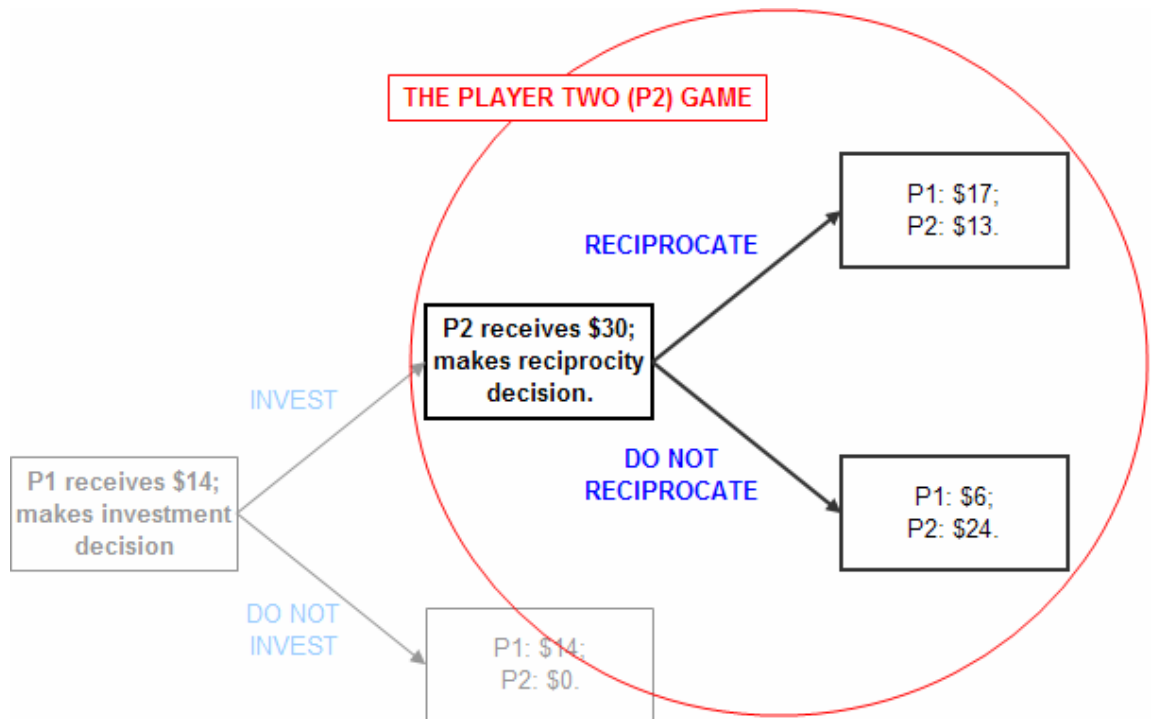 THE PLAYER TWO (P2) GAME
P1: $17;
P2: $13.
RECIPROCATE
P2 receives $30;
makes reciprocity
decision.
INVEST
DO NOT
RECIPROCATE
P1 receives $14;
makes investment
decision
P1: $6;
P2: $24.
DO NOT
INVEST
P1: $14;
P2: $0.